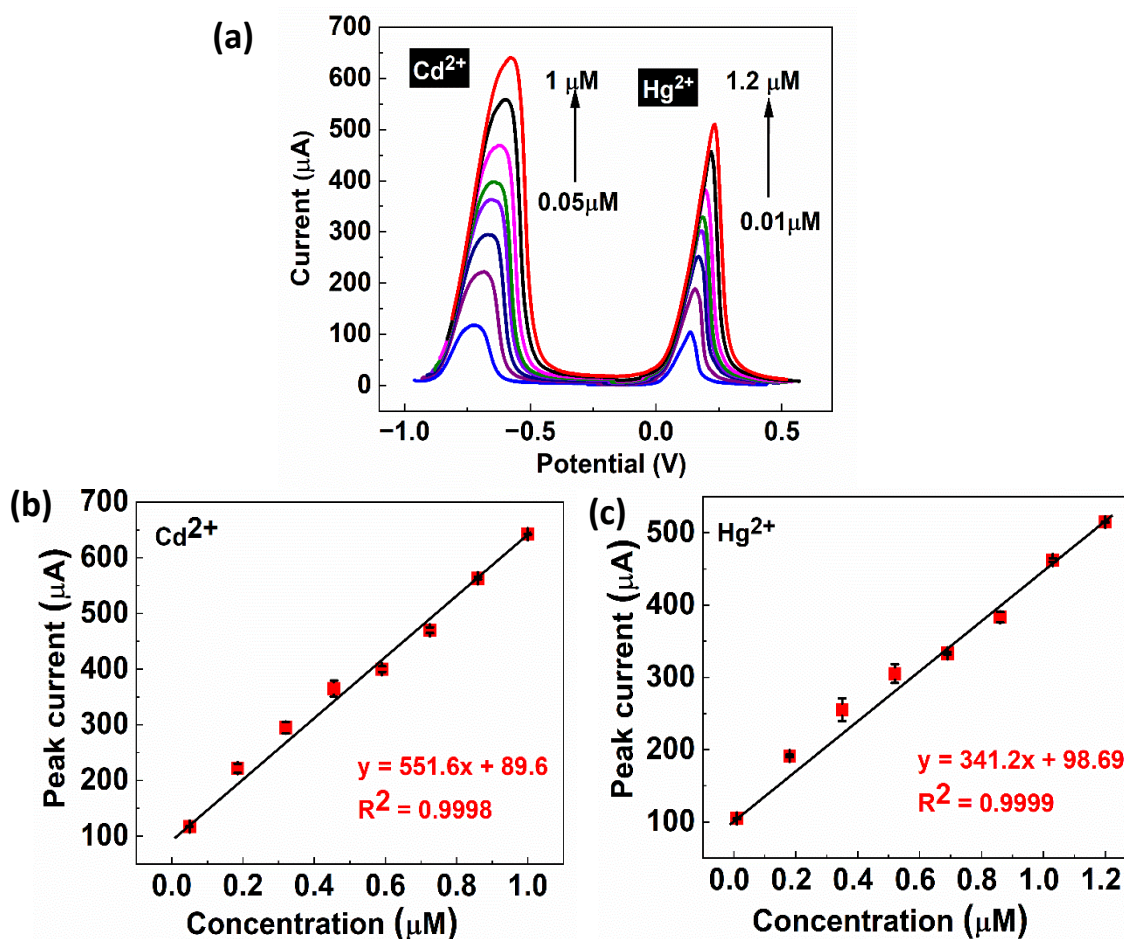 (a)
700
600
500
400
300
200
100
0
Current (μA)
Cd2+
1 μM
0.05μM
Hg2+
1.2 μM
0.01μM
−1.0 −0.5 0.0 0.5
Potential (V)
(b)
700
600
500
400
300
200
100
Peak current (μA)
Cd2+
y = 551.6x + 89.6
R2 = 0.9998
0.0 0.2 0.4 0.6 0.8 1.0
Concentration (μM)
(c)
500
400
300
200
100
Peak current (μA)
Hg2+
y = 341.2x + 98.69
R2 = 0.9999
0.0 0.2 0.4 0.6 0.8 1.0 1.2
Concentration (μM)